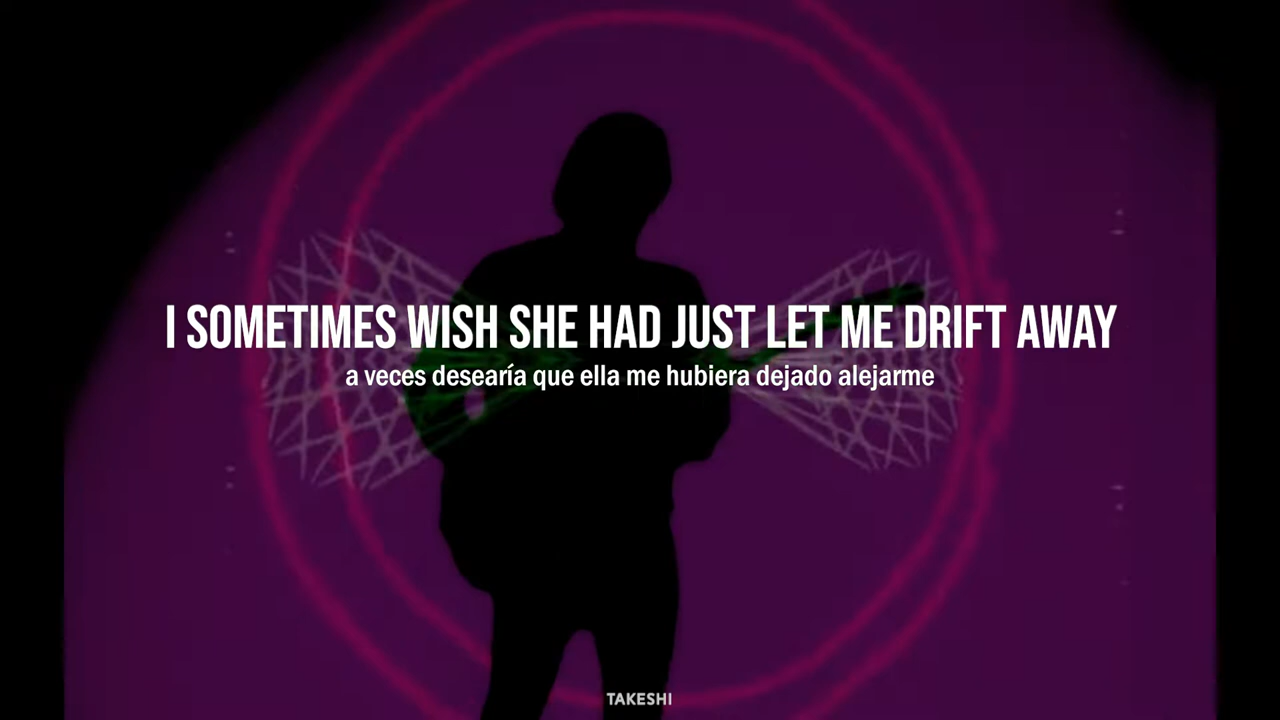 I SOMETIMES WISH SHE HAD JUST LET ME DRIFT AWAY
a veces desearía que ella me hubiera dejado alejarme
TAKESHI